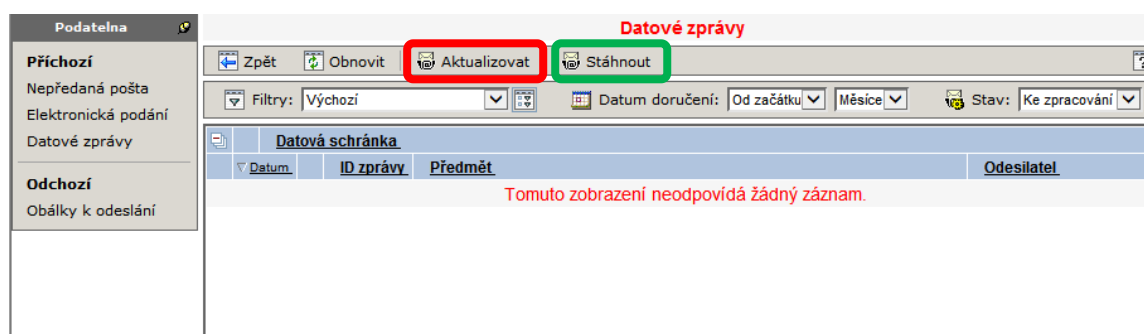 Podatelna
Příchozí
Nepředaná pošta
Elektronická podání
Datové zprávy
Odchozí
Obálky k odeslání
Datové zprávy
Zpět Obnovit Aktualizovat Stáhnout ?
Filtry: Výchozí Datum doručení: Od začátku Měsíce Stav: Ke zpracování
Datová schránka
Datum ID zprávy Předmět Odesilatel
Tomuto zobrazení neodpovídá žádný záznam.